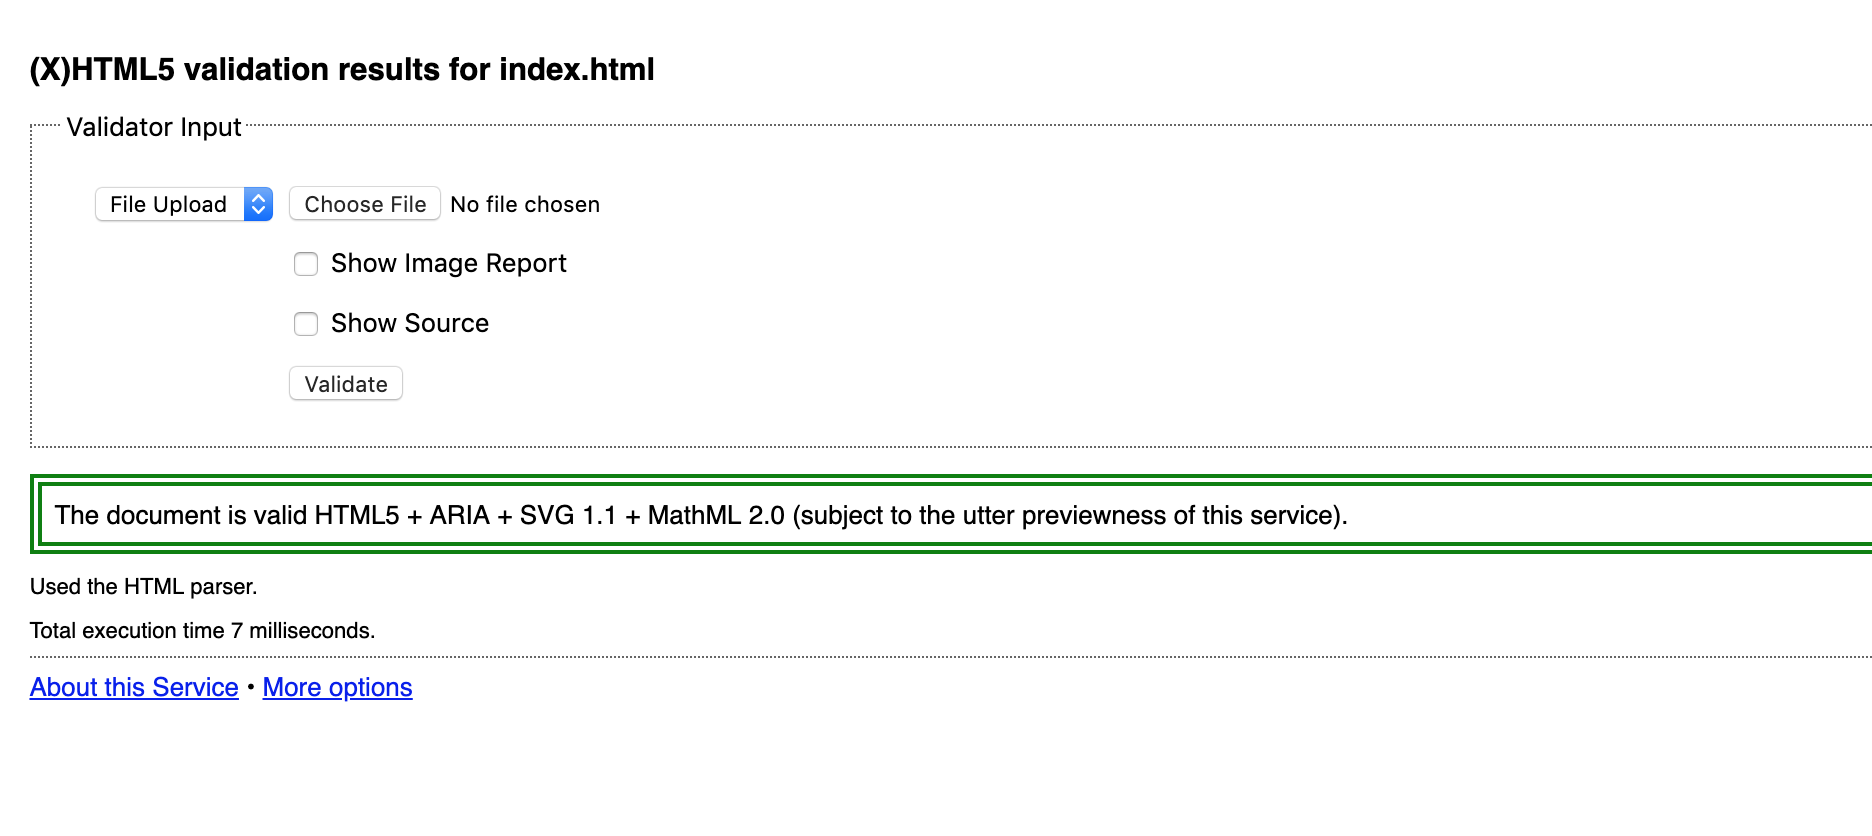 (X)HTML5 validation results for index.html
Validator Input
File Upload Choose File No file chosen
Show Image Report
Show Source
Validate
The document is valid HTML5 + ARIA + SVG 1.1 + MathML 2.0 (subject to the utter previewness of this service).
Used the HTML parser.
Total execution time 7 milliseconds.
About this Service • More options